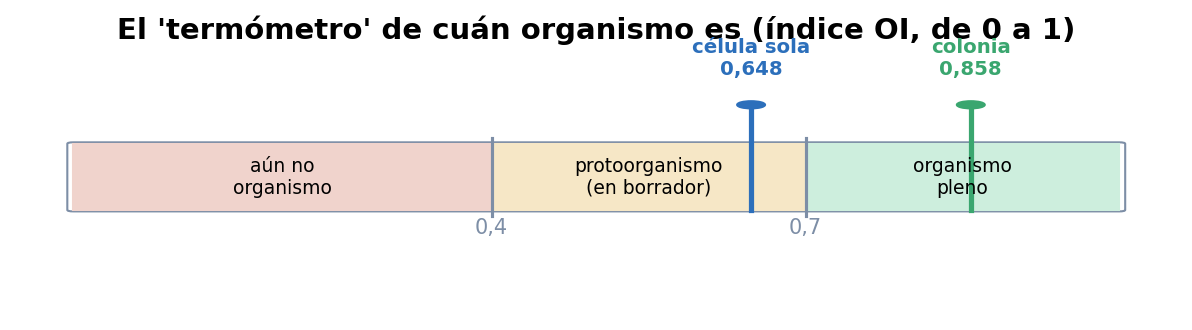 El 'termómetro' de cuán organismo es (índice OI, de 0 a 1)
célula sola
0,648
colonia
0,858
aún no
organismo
protoorganismo
(en borrador)
organismo
pleno
0,4
0,7